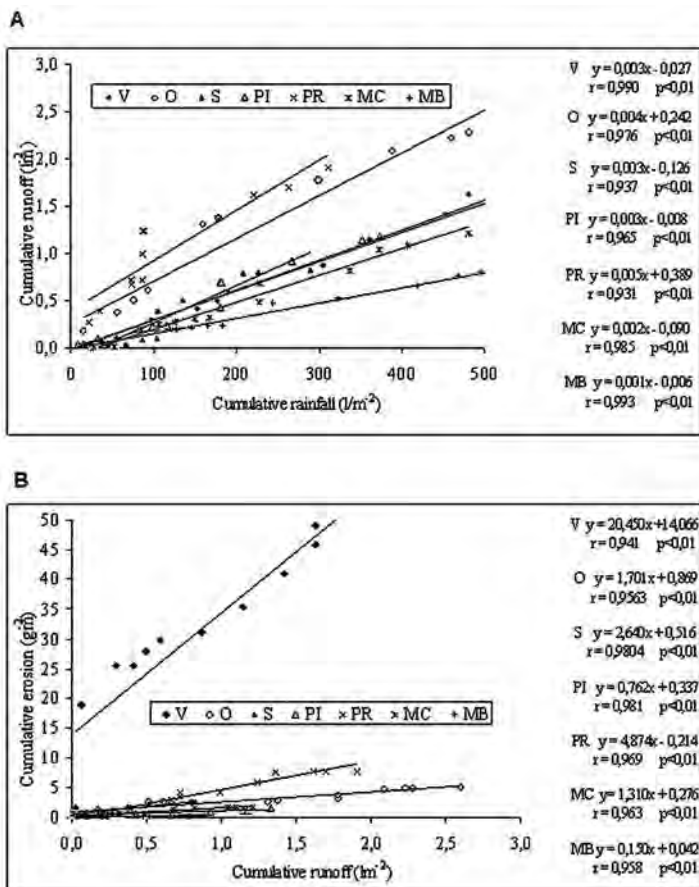 A
3,0
2,5
2,0
1,5
1,0
0,5
0,0
Cumulative runoff (lm-2)
V O S PI PR MC MB
0 100 200 300 400 500
Cumulative rainfall (l/m-2)
V y=0,003x-0,027
r=0,990 p<0,01
O y=0,004x+0,242
r=0,976 p<0,01
S y=0,003x-0,126
r=0,937 p<0,01
PI y=0,003x-0,008
r=0,965 p<0,01
PR y=0,005x+0,389
r=0,931 p<0,01
MC y=0,002x-0,090
r=0,985 p<0,01
MB y=0,001x-0,006
r=0,993 p<0,01
B
50
45
40
35
30
25
20
15
10
5
0
Cumulative erosion (gm-2)
V O S PI PR MC MB
0,0 0,5 1,0 1,5 2,0 2,5 3,0
Cumulative runoff (lm-2)
V y=20,450x+14,066
r=0,941 p<0,01
O y=1,701x+0,869
r=0,9563 p<0,01
S y=2,640x+0,516
r=0,9804 p<0,01
PI y=0,762x+0,337
r=0,981 p<0,01
PR y=4,874x-0,214
r=0,969 p<0,01
MC y=1,310x+0,276
r=0,963 p<0,01
MB y=0,150x+0,042
r=0,958 p<0,01